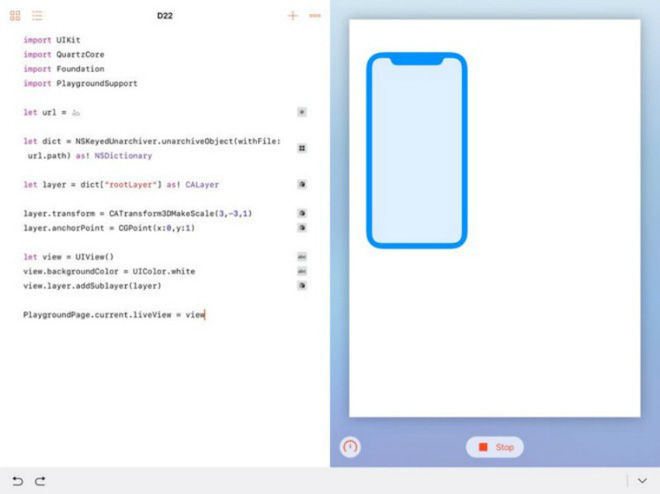 D22
import UIKit
import QuartzCore
import Foundation
import PlaygroundSupport
let url =
let dict = NSKeyedUnarchiver.unarchiveObject(withFile:
url.path) as! NSDictionary
let layer = dict["rootLayer"] as! CALayer
layer.transform = CATransform3DMakeScale(3,-3,1)
layer.anchorPoint = CGPoint(x:0,y:1)
let view = UIView()
abc
view.backgroundColor = UIColor.white
abc
view.layer.addSublayer(layer)
PlaygroundPage.current.liveView = view
Stop